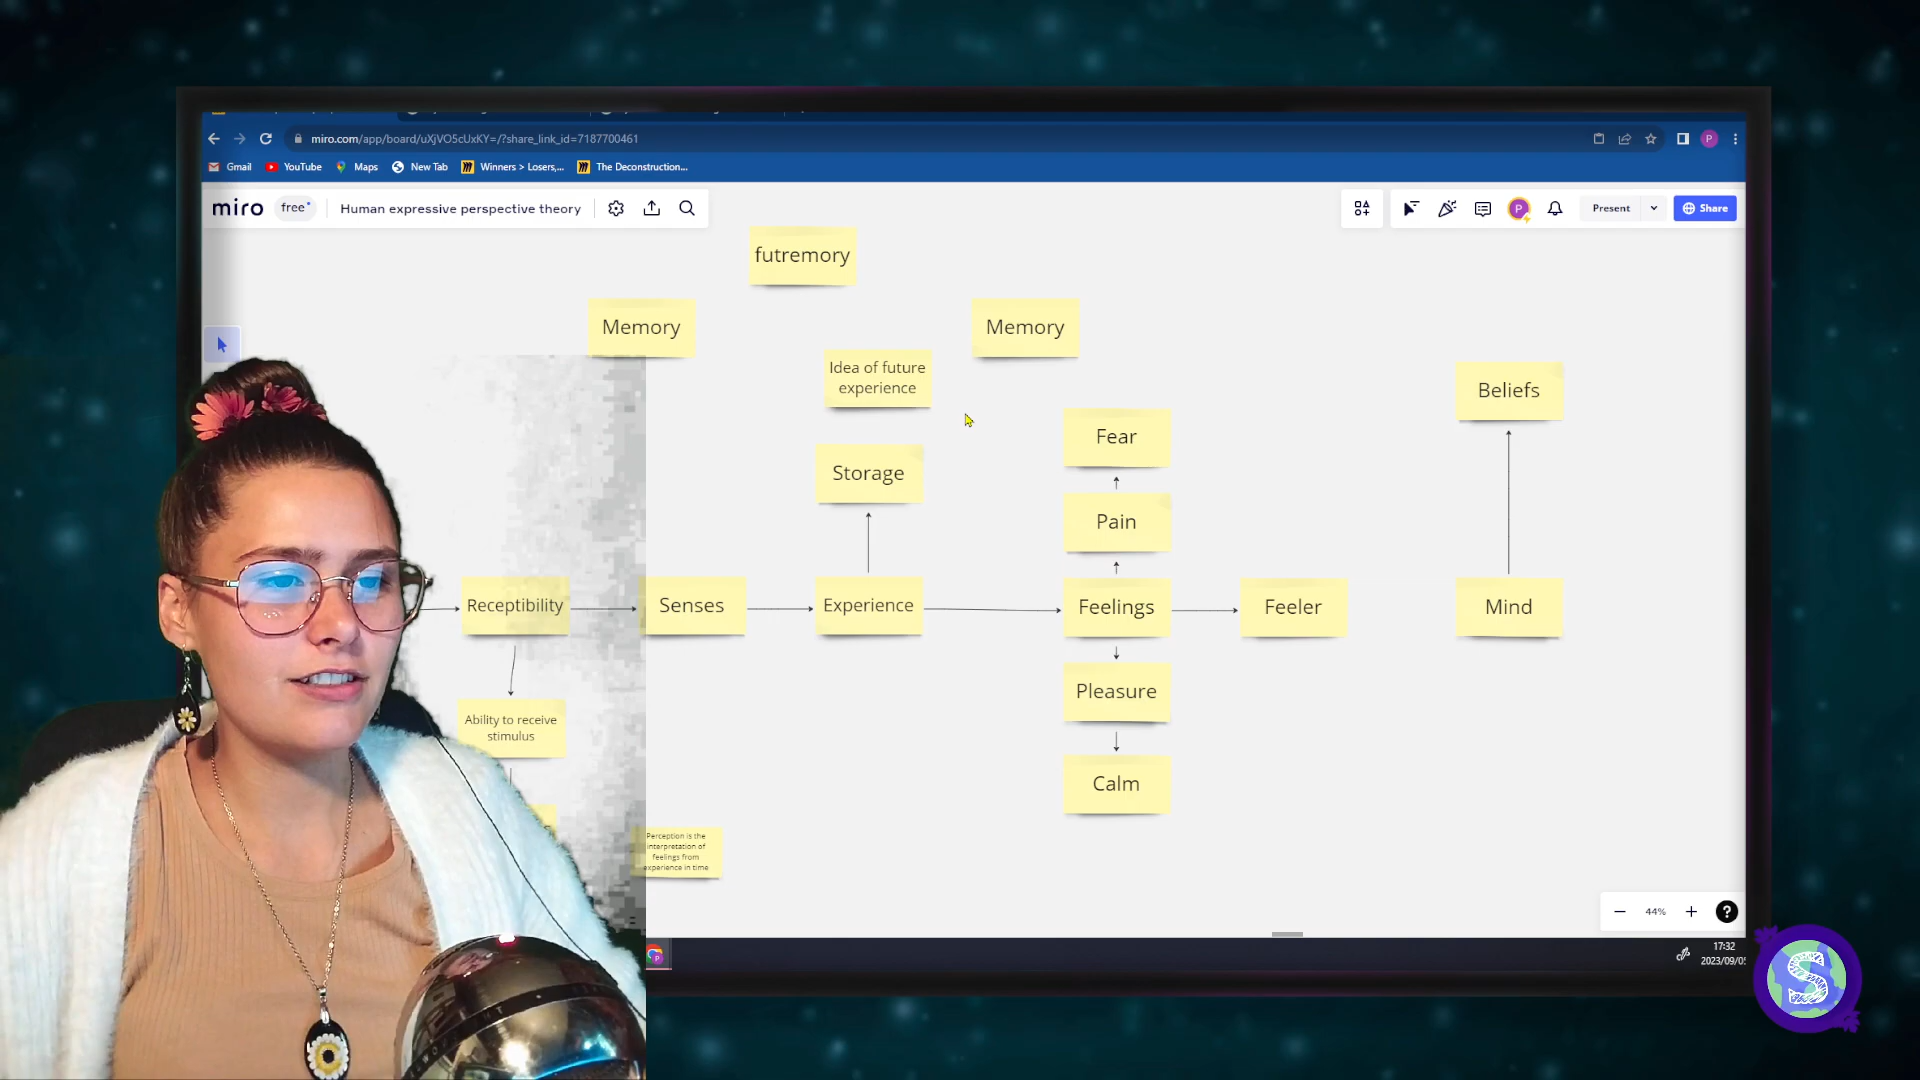 miro.com/app/board/uXjVO5cUxKY=/?share_link_id=7187700461
Gmail
YouTube
Maps
New Tab
Winners > Losers,...
The Deconstruction...
miro
free
Human expressive perspective theory
Present
Share
futremory
Memory
Memory
Idea of future
experience
Beliefs
Fear
Storage
Pain
Receptibility
Senses
Experience
Feelings
Feeler
Mind
Pleasure
Ability to receive
stimulus
Calm
Perception is the
interpretation of
feelings from
experience in time
44%
17:32
2023/09/05
P
P
S